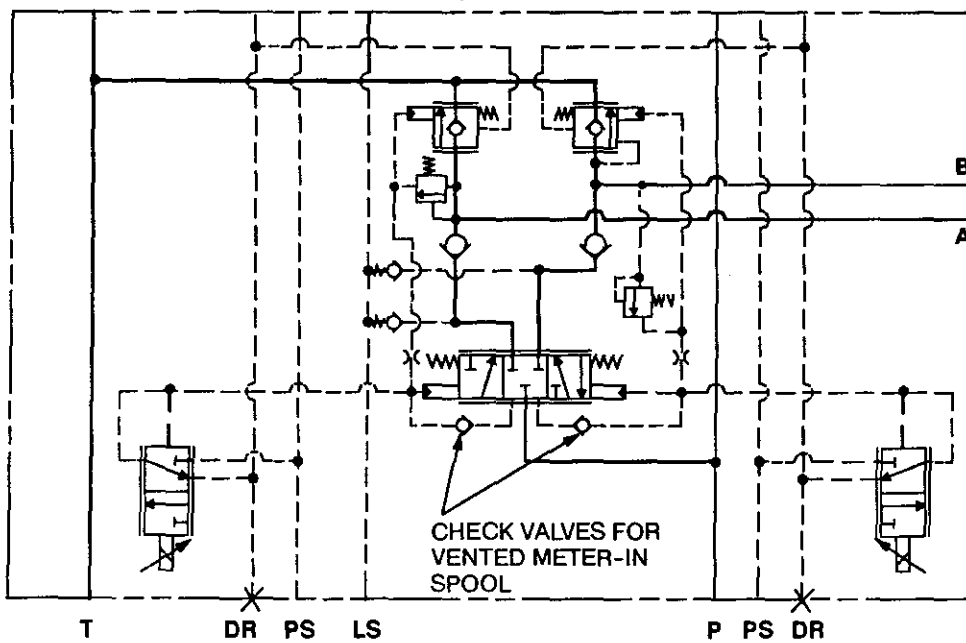 B
A
CHECK VALVES FOR
VENTED METER-IN
SPOOL
T DR PS LS P PS DR